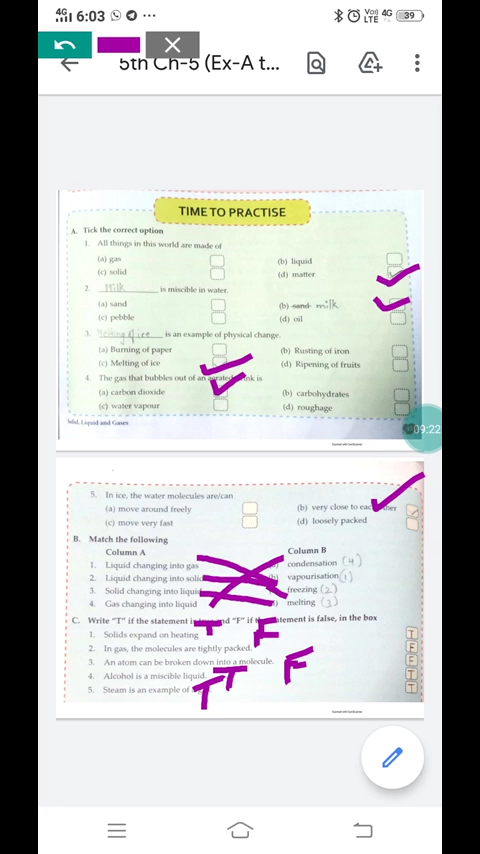 4G 6:03 ... Vo) LTE 4G 39
5th Ch-5 (Ex-A t...
TIME TO PRACTISE
A. Tick the correct option
1. All things in this world are made of
(a) gas (b) liquid
(c) solid (d) matter
2. Milk is miscible in water.
(a) sand (b) sand milk
(c) pebble (d) oil
3. Melting of ice is an example of physical change.
(a) Burning of paper (b) Rusting of iron
(c) Melting of ice (d) Ripening of fruits
4. The gas that bubbles out of an aerated drink is
(a) carbon dioxide (b) carbohydrates
(c) water vapour (d) roughage
Solid, Liquid and Gases
09:22
5. In ice, the water molecules are/can
(a) move around freely (b) very close to each other
(c) move very fast (d) loosely packed
B. Match the following
Column A Column B
1. Liquid changing into gas condensation (4)
2. Liquid changing into solid vapourisation (1)
3. Solid changing into liquid freezing (2)
4. Gas changing into liquid melting (3)
C. Write "T" if the statement is true and "F" if the statement is false, in the box
T F
1. Solids expand on heating T
2. In gas, the molecules are tightly packed. F
3. An atom can be broken down into a molecule. F
F
4. Alcohol is a miscible liquid. T T
5. Steam is an example of T T